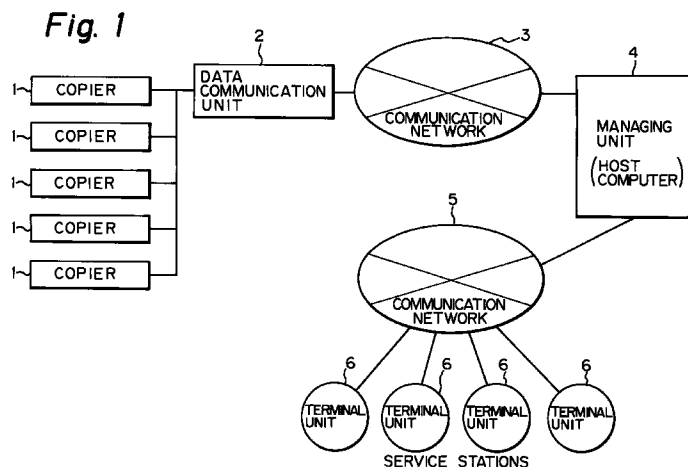 Fig. 1
2
3
4
1
COPIER
DATA
COMMUNICATION
UNIT
COMMUNICATION
NETWORK
MANAGING
UNIT
(HOST
COMPUTER)
1
COPIER
1
COPIER
1
COPIER
1
COPIER
5
COMMUNICATION
NETWORK
6
6
6
6
TERMINAL
UNIT
TERMINAL
UNIT
TERMINAL
UNIT
TERMINAL
UNIT
SERVICE STATIONS